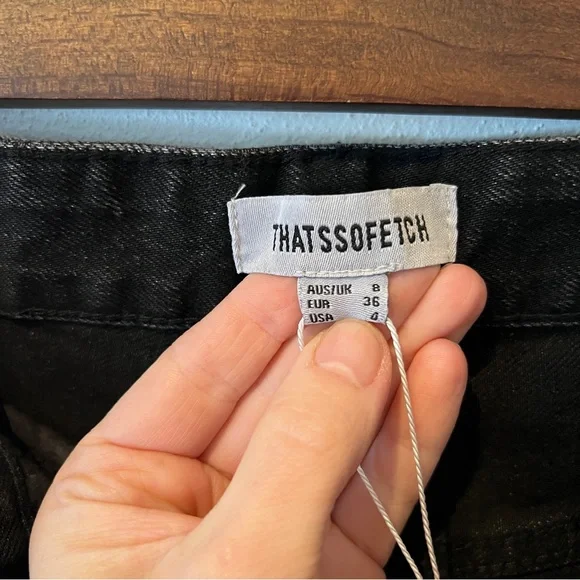 THATSSOFETCH
AUS/UK 8
EUR 36
USA 4